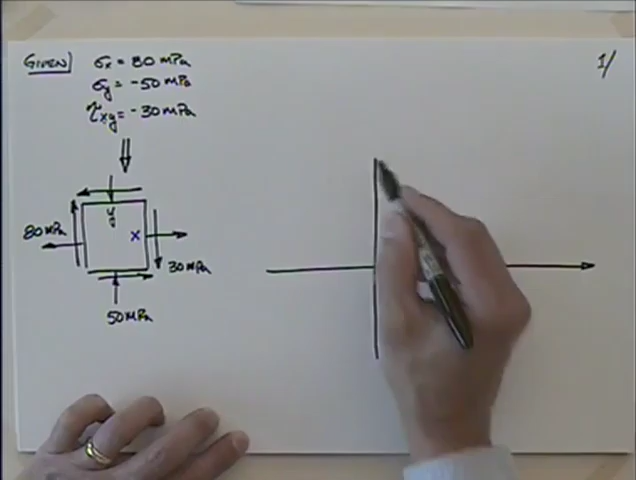 GIVEN
σx = 80 MPa
σy = -50 MPa
τxy = -30 MPa
1/
y
80 MPa
x
30 MPa
50 MPa